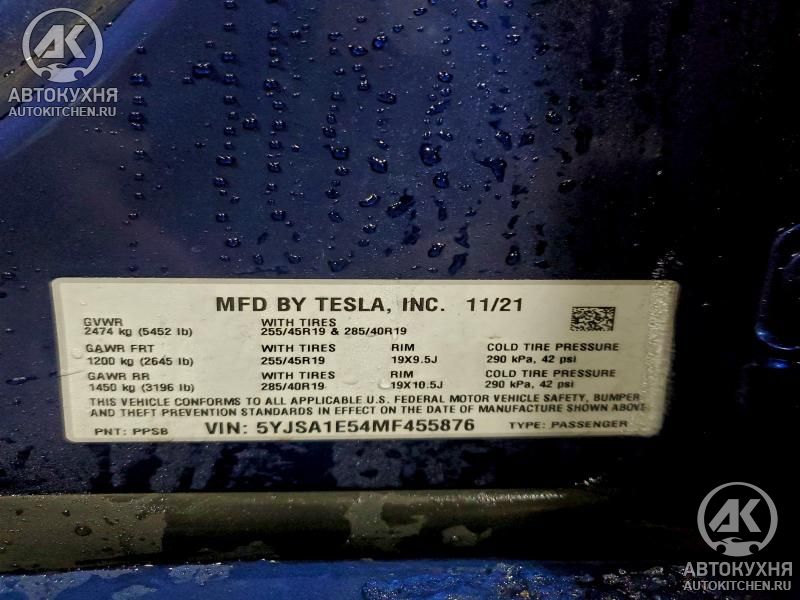 АК
АВТОКУХНЯ
AUTOKITCHEN.RU
MFD BY TESLA, INC. 11/21
GVWR
2474 kg (5452 lb)
WITH TIRES
255/45R19 & 285/40R19
GAWR FRT
1200 kg (2645 lb)
WITH TIRES
255/45R19
RIM
19X9.5J
COLD TIRE PRESSURE
290 kPa, 42 psi
GAWR RR
1450 kg (3196 lb)
WITH TIRES
285/40R19
RIM
19X10.5J
COLD TIRE PRESSURE
290 kPa, 42 psi
THIS VEHICLE CONFORMS TO ALL APPLICABLE U.S. FEDERAL MOTOR VEHICLE SAFETY, BUMPER
AND THEFT PREVENTION STANDARDS IN EFFECT ON THE DATE OF MANUFACTURE SHOWN ABOVE
PNT: PPSB VIN: 5YJSA1E54MF455876 TYPE: PASSENGER
АК
АВТОКУХНЯ
AUTOKITCHEN.RU